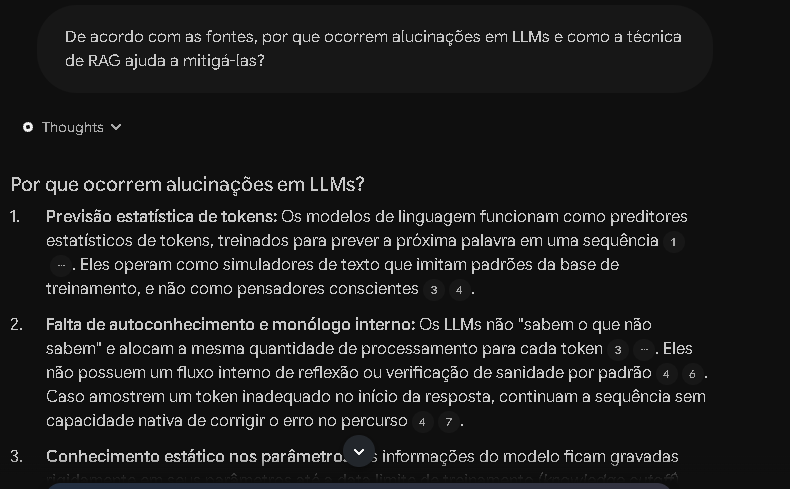 De acordo com as fontes, por que ocorrem alucinações em LLMs e como a técnica
de RAG ajuda a mitigá-las?
Thoughts
Por que ocorrem alucinações em LLMs?
1. Previsão estatística de tokens: Os modelos de linguagem funcionam como preditores
estatísticos de tokens, treinados para prever a próxima palavra em uma sequência 1
... . Eles operam como simuladores de texto que imitam padrões da base de
treinamento, e não como pensadores conscientes 3 4 .
2. Falta de autoconhecimento e monólogo interno: Os LLMs não "sabem o que não
sabem" e alocam a mesma quantidade de processamento para cada token 3 ... . Eles
não possuem um fluxo interno de reflexão ou verificação de sanidade por padrão 4 6 .
Caso amostrem um token inadequado no início da resposta, continuam a sequência sem
capacidade nativa de corrigir o erro no percurso 4 7 .
3. Conhecimento estático nos parâmetro informações do modelo ficam gravadas